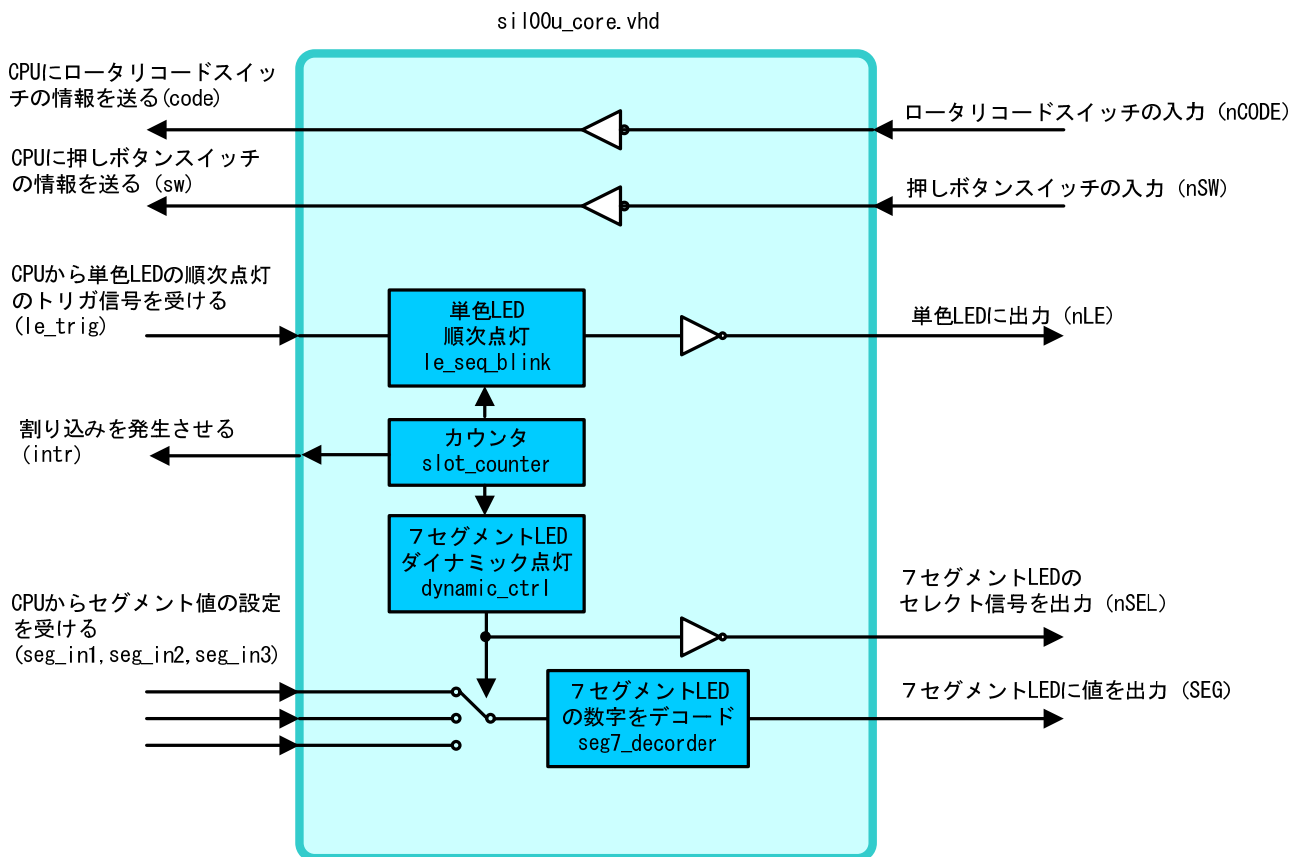 sil00u_core.vhd
CPUにロータリコードスイッ
チの情報を送る(code)
ロータリコードスイッチの入力（nCODE）
CPUに押しボタンスイッチ
の情報を送る（sw）
押しボタンスイッチの入力（nSW）
CPUから単色LEDの順次点灯
のトリガ信号を受ける
(le_trig)
単色LED
順次点灯
le_seq_blink
単色LEDに出力（nLE）
割り込みを発生させる
(intr)
カウンタ
slot_counter
７セグメントLED
ダイナミック点灯
dynamic_ctrl
７セグメントLEDの
セレクト信号を出力（nSEL）
CPUからセグメント値の設定
を受ける
(seg_in1,seg_in2,seg_in3)
７セグメントLED
の数字をデコード
seg7_decorder
７セグメントLEDに値を出力（SEG）